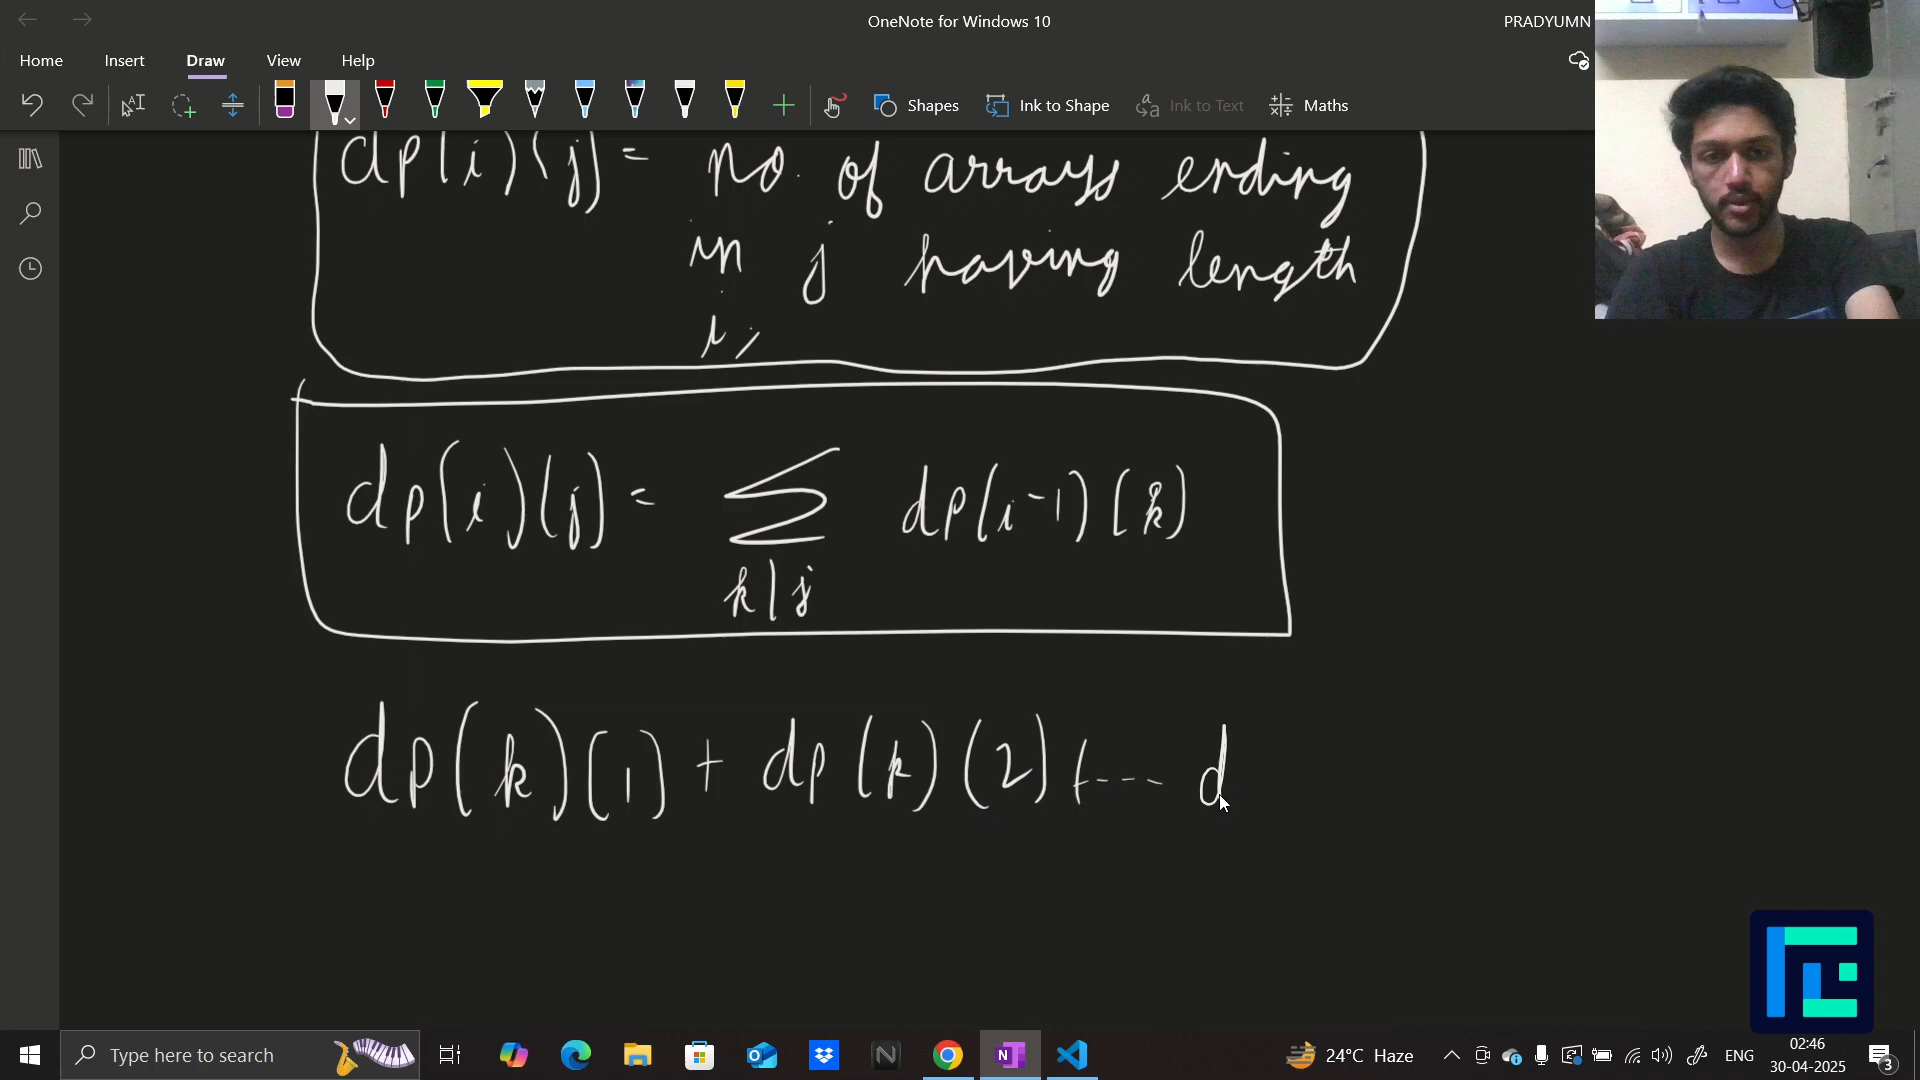 OneNote for Windows 10
PRADYUMN
Home Insert Draw View Help
Shapes Ink to Shape Ink to Text Maths
dp[i][j] = no. of arrays ending
in j having length
i,
dp[i][j] = ∑ dp[i-1][k]
k|j
dp[k][1] + dp[k][2] + --- d
Type here to search
24°C Haze
ENG
02:46
30-04-2025
3